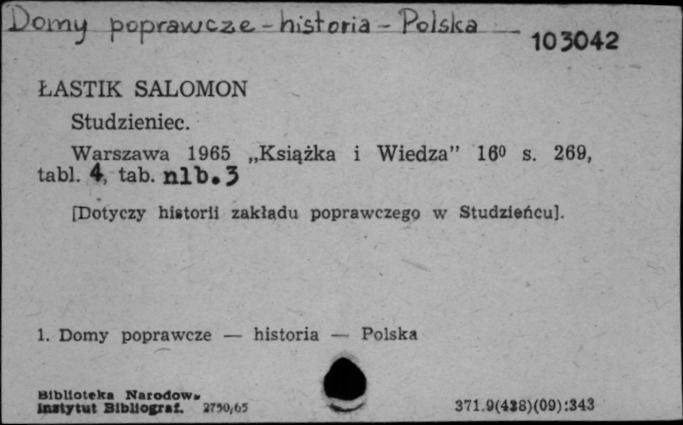 Domy poprawcze - historia - Polska
103042
ŁASTIK SALOMON
Studzieniec.
Warszawa 1965 „Książka i Wiedza” 16⁰ s. 269,
tabl. 4, tab. nlb. 3
[Dotyczy historii zakładu poprawczego w Studzieńcu].
1. Domy poprawcze — historia — Polska
Biblioteka Narodow.
Instytut Bibliograf. 2750,65
371.9(438)(09):343